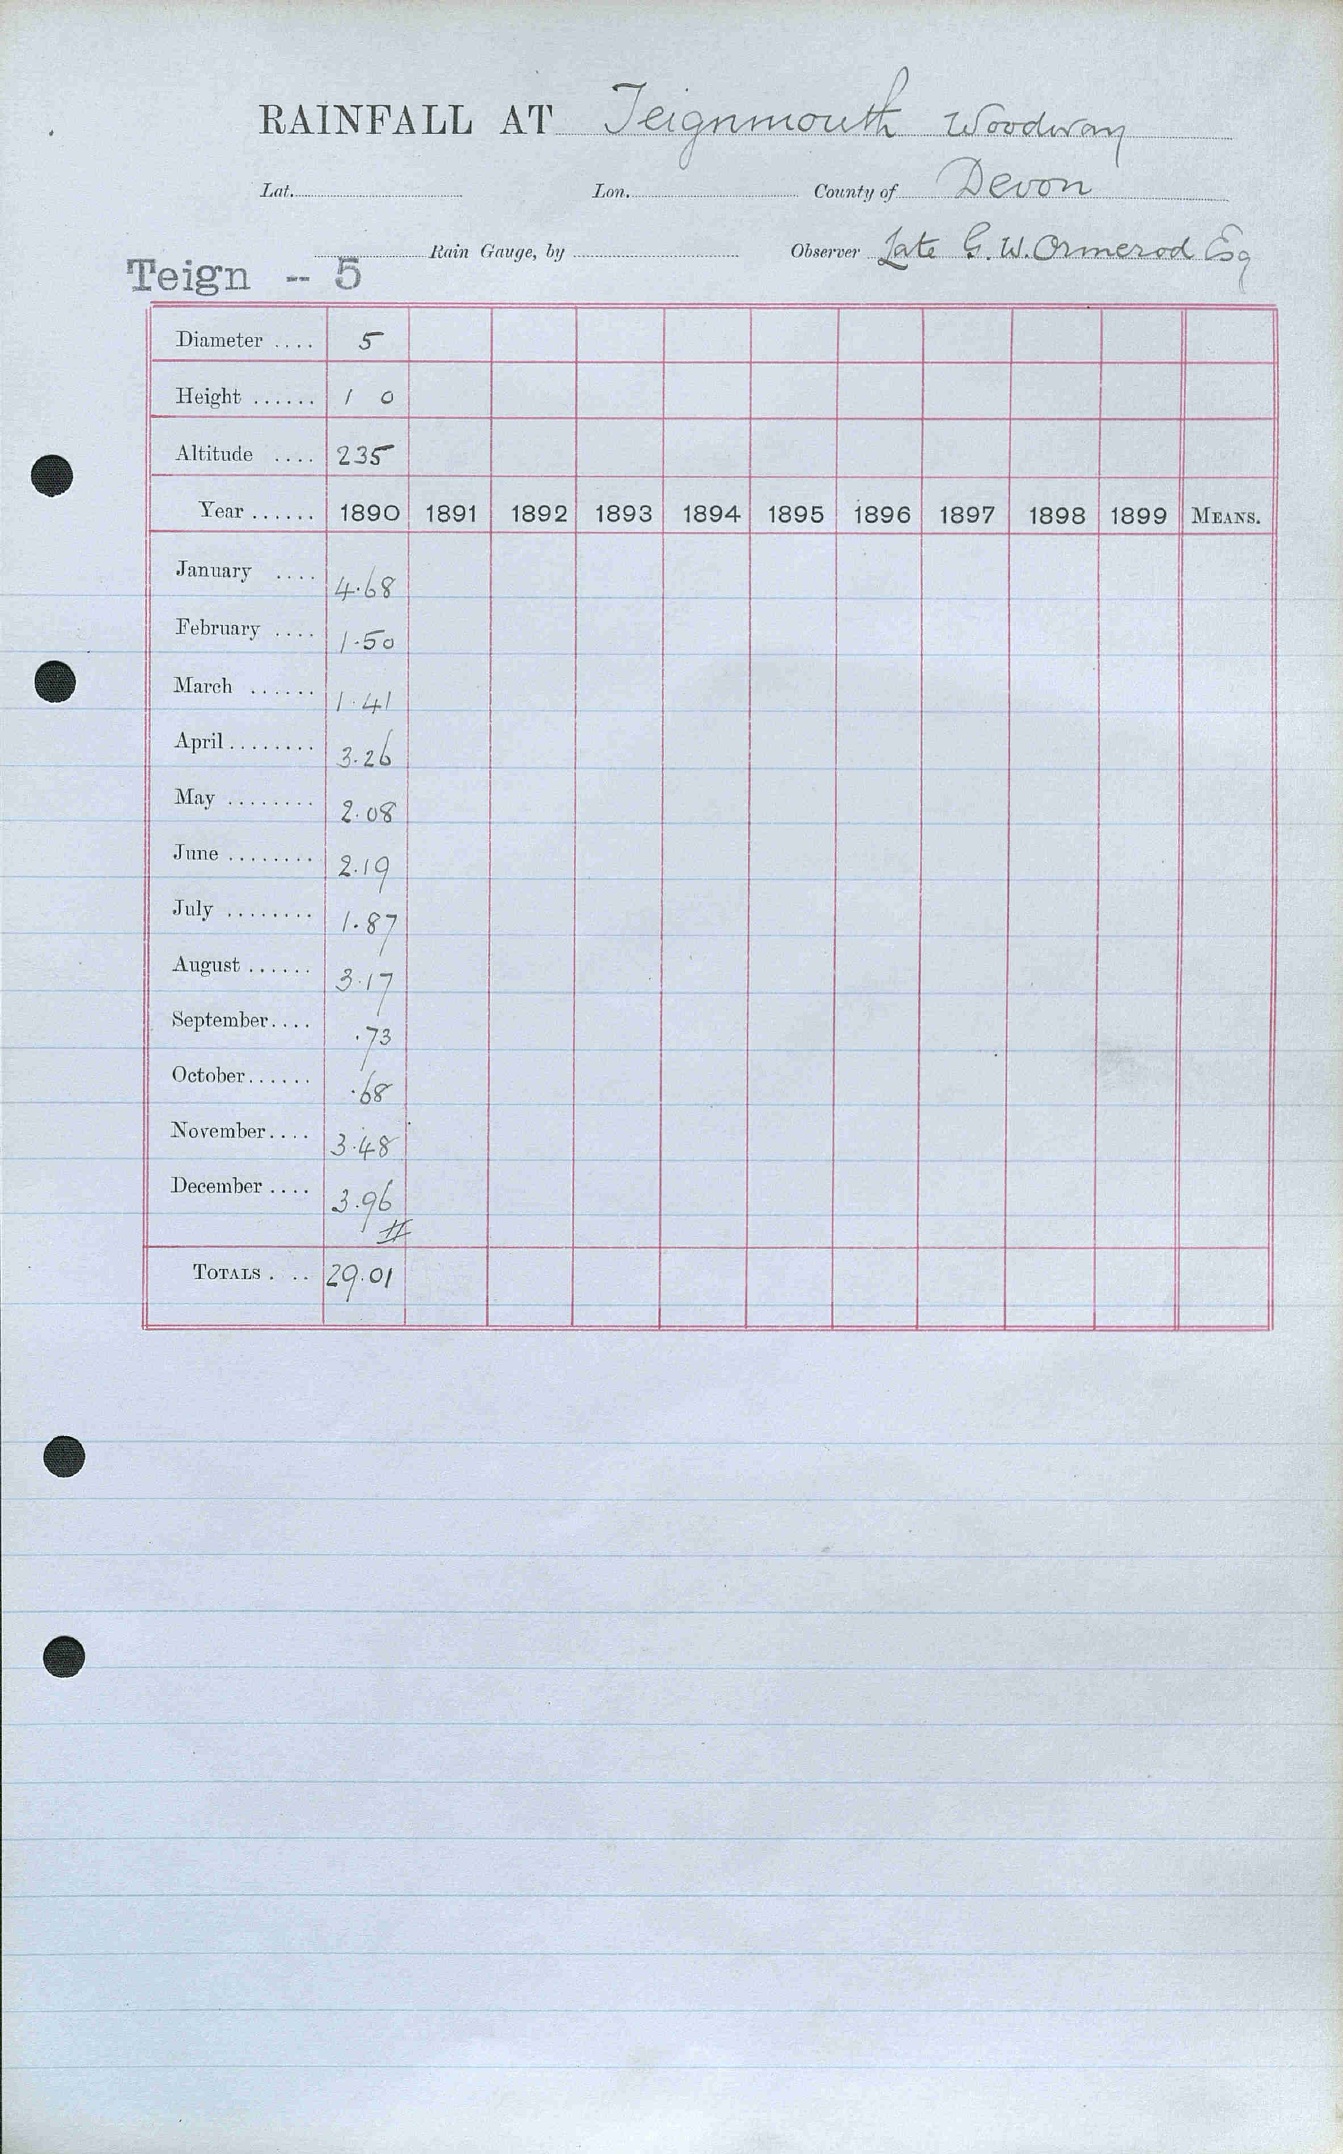 RAINFALL AT Teignmouth Woodway
Lat. Lon. County of Devon
Rain Gauge, by Observer Late G. W. Ormerod Esq
Teign -- 5
Diameter .... 5
Height ...... 1 0
Altitude .... 235
Year ...... 1890 1891 1892 1893 1894 1895 1896 1897 1898 1899 MEANS.
January .... 4.68
February .... 1.50
March ...... 1.41
April ........ 3.26
May ........ 2.08
June ........ 2.19
July ........ 1.87
August ...... 3.17
September.... .73
October...... .68
November.... 3.48
December .... 3.96
#
TOTALS . .. 29.01